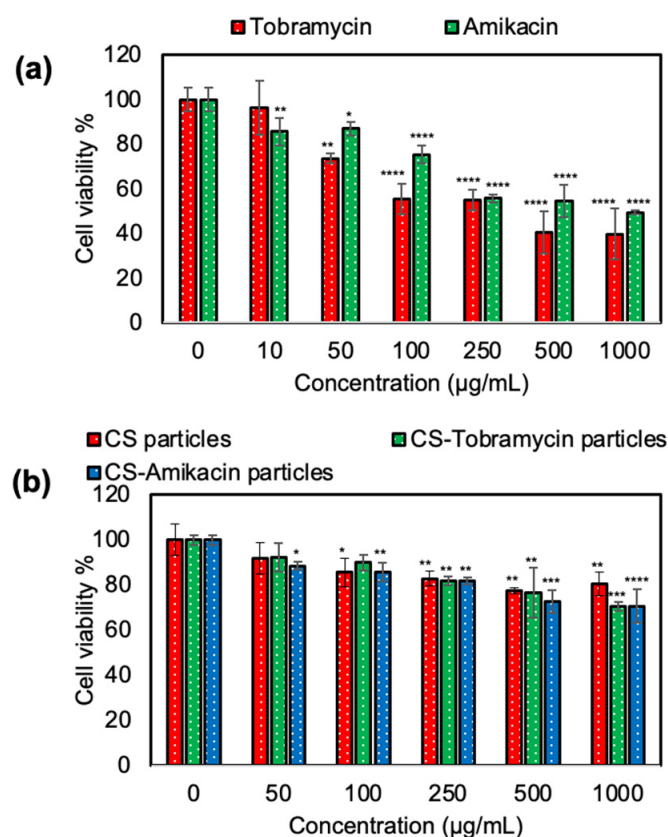 (a)
Tobramycin Amikacin
Cell viability %
120
100
80
60
40
20
0
** * ****
** **** **** **** **** **** **** ****
0 10 50 100 250 500 1000
Concentration (µg/mL)
CS particles CS-Tobramycin particles
CS-Amikacin particles
(b)
Cell viability %
120
100
80
60
40
20
0
* * ** ** ** ** ** ** *** ** *** ****
0 50 100 250 500 1000
Concentration (µg/mL)